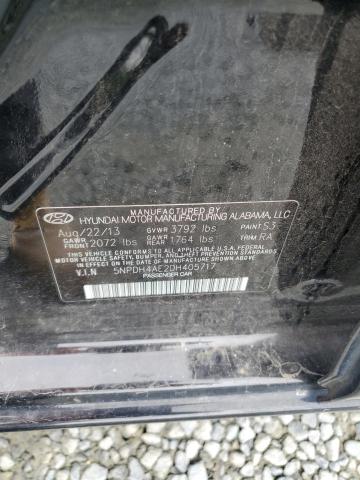 MANUFACTURED BY
HYUNDAI MOTOR MANUFACTURING ALABAMA, LLC
Aug/22/13 GVWR 3792 lbs PAINT S3
GAWR FRONT 2072 lbs GAWR REAR 1764 lbs TRIM RA
THIS VEHICLE CONFORMS TO ALL APPLICABLE U.S.A. FEDERAL
MOTOR VEHICLE SAFETY, BUMPER, AND THEFT PREVENTION STANDARDS
IN EFFECT ON THE DATE OF MANUFACTURE SHOWN ABOVE.
V.I.N 5NPDH4AE2DH405717
PASSENGER CAR